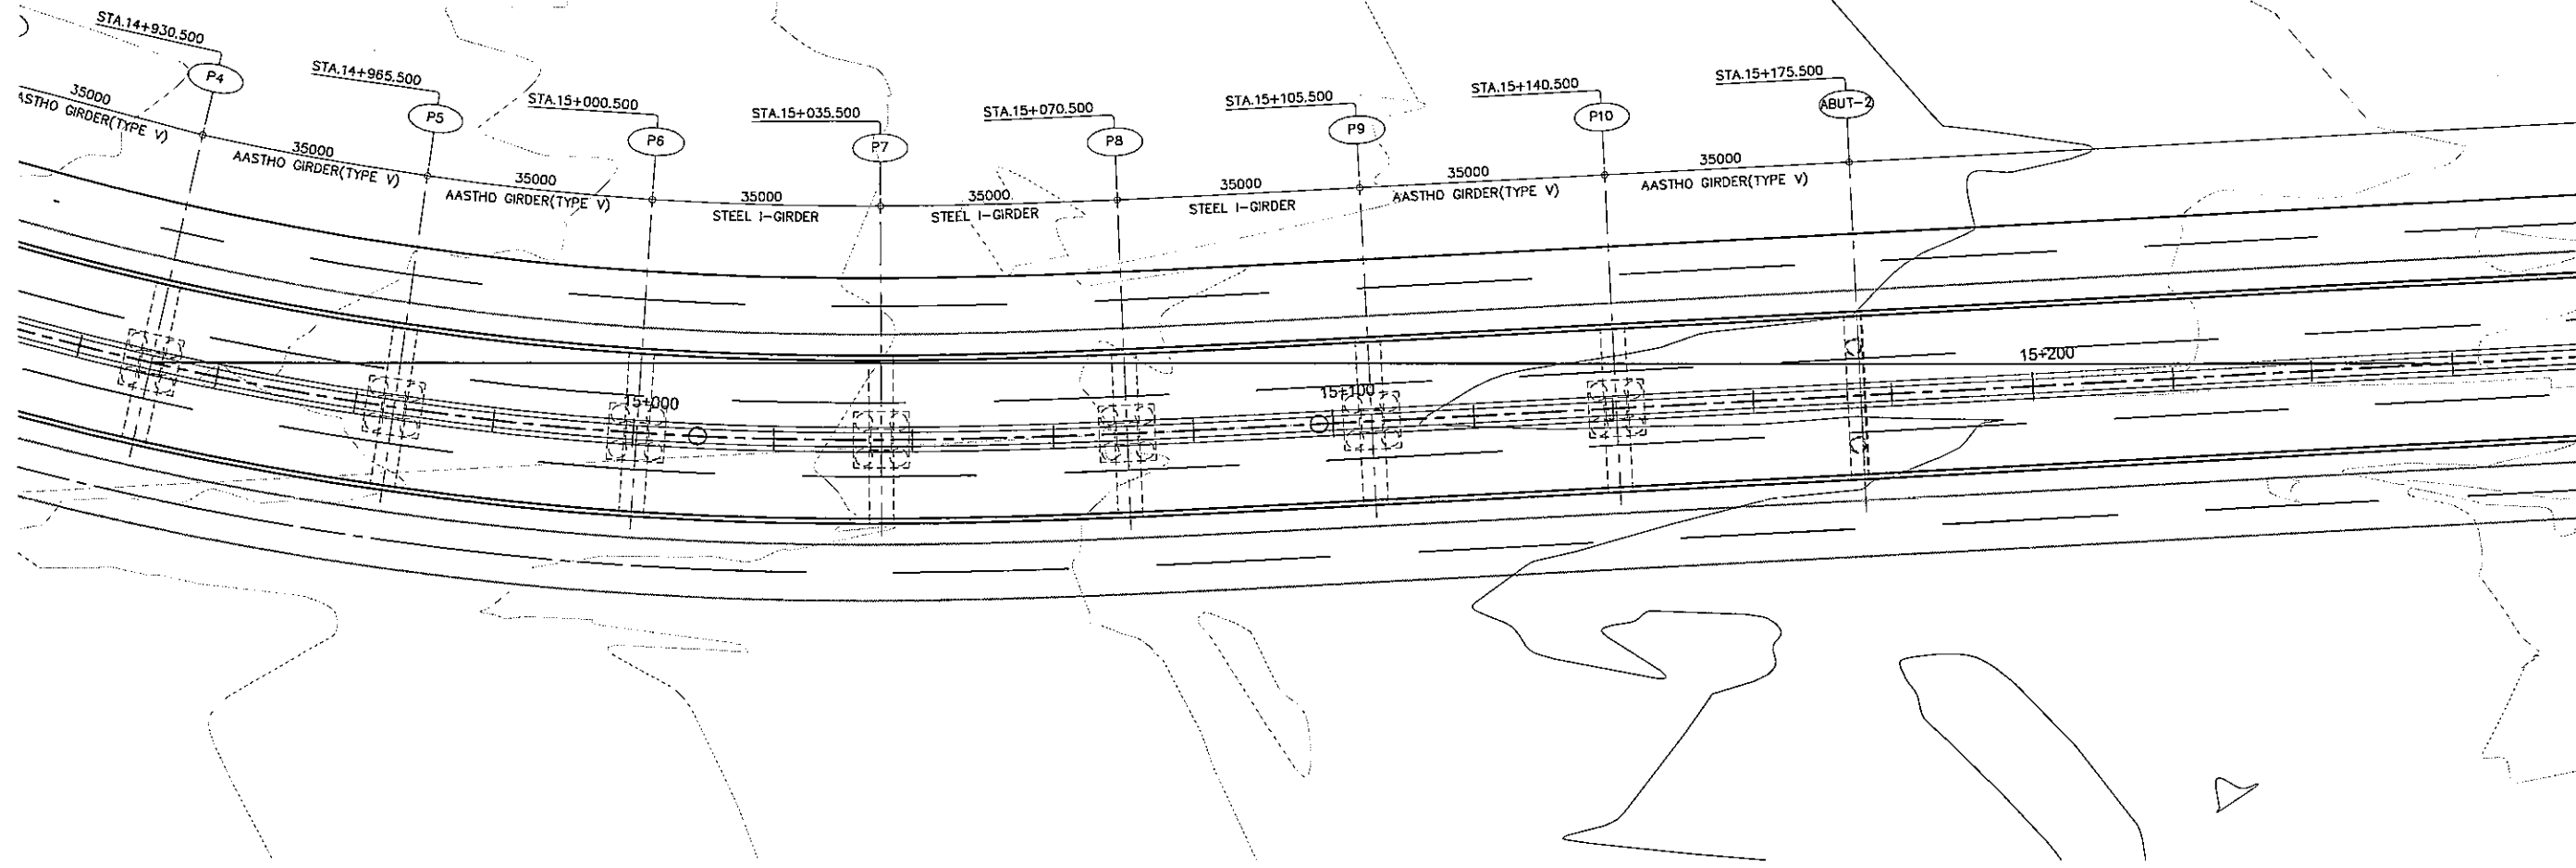 STA.14+930.500
P4
35000
ASTHO GIRDER(TYPE V)
STA.14+965.500
P5
35000
AASTHO GIRDER(TYPE V)
STA.15+000.500
P6
35000
AASTHO GIRDER(TYPE V)
STA.15+035.500
P7
35000
STEEL I-GIRDER
STA.15+070.500
P8
35000
STEEL I-GIRDER
STA.15+105.500
P9
35000
STEEL I-GIRDER
STA.15+140.500
P10
35000
AASTHO GIRDER(TYPE V)
STA.15+175.500
ABUT-2
35000
AASTHO GIRDER(TYPE V)
15+000
15+100
15+200